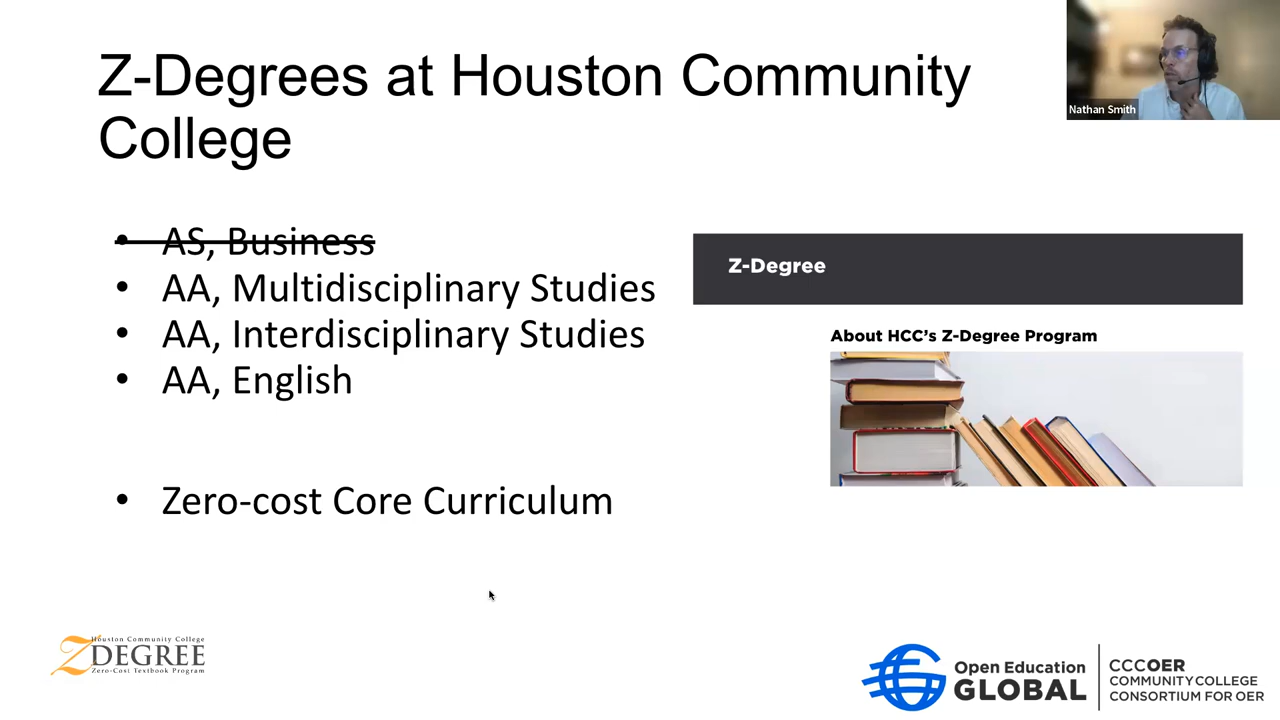 Z-Degrees at Houston Community
College
Nathan Smith
• AS, Business
• AA, Multidisciplinary Studies
• AA, Interdisciplinary Studies
• AA, English
• Zero-cost Core Curriculum
Z-Degree
About HCC's Z-Degree Program
Houston Community College
ZDEGREE
Zero-Cost Textbook Program
Open Education
GLOBAL
CCCOER
COMMUNITY COLLEGE
CONSORTIUM FOR OER